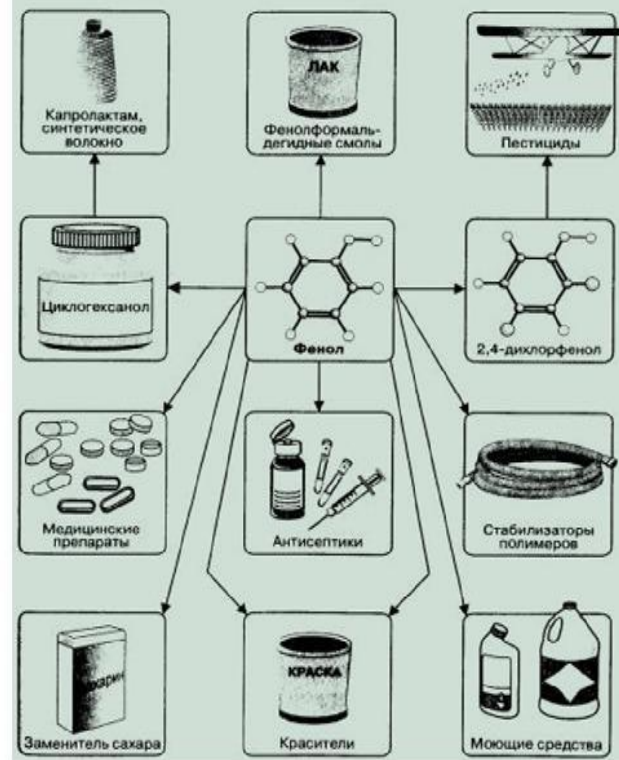 Капролактам,
синтетическое
волокно
ЛАК
Фенолформаль-
дегидные смолы
Пестициды
Циклогексанол
Фенол
2,4-дихлорфенол
Медицинские
препараты
Антисептики
Стабилизаторы
полимеров
Заменитель сахара
КРАСКА
Красители
Моющие средства